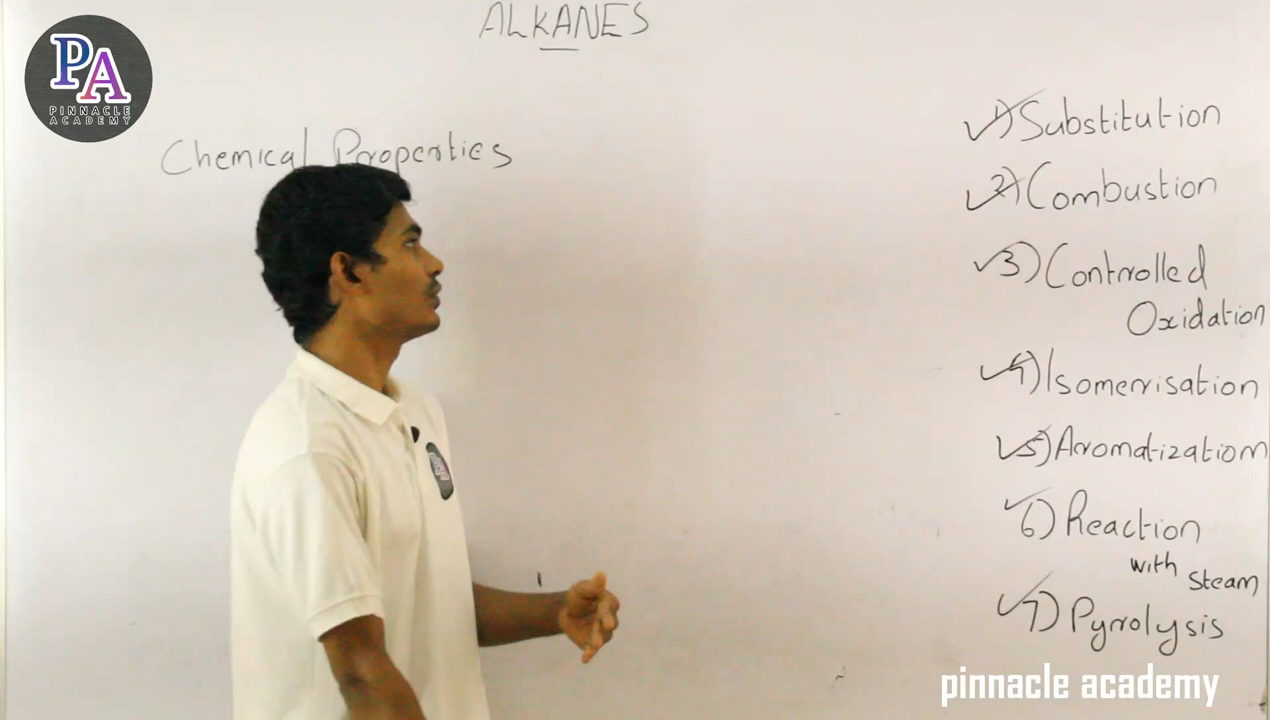 ALKANES
PA
PINNACLE
ACADEMY
Chemical Properties
1) Substitution
2) Combustion
3) Controlled
Oxidation
4) Isomerisation
5) Aromatization
6) Reaction
with steam
7) Pyrolysis
pinnacle academy